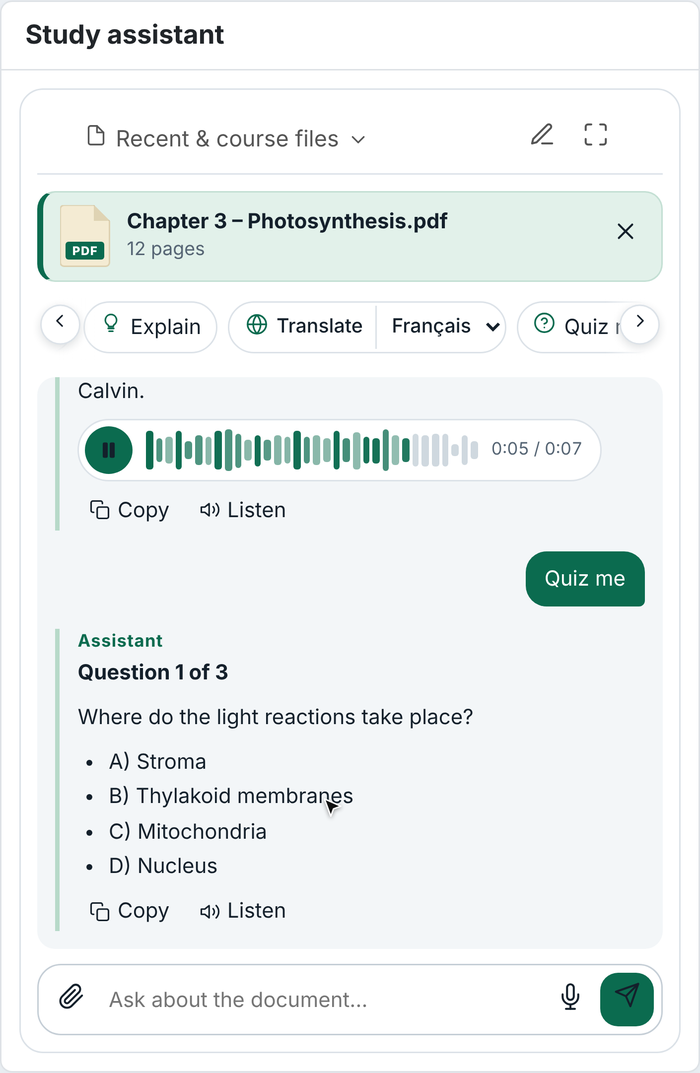 Study assistant
Recent & course files
Chapter 3 – Photosynthesis.pdf
PDF
12 pages
Explain
Translate
Français
Quiz
Calvin.
0:05 / 0:07
Copy
Listen
Quiz me
Assistant
Question 1 of 3
Where do the light reactions take place?
• A) Stroma
• B) Thylakoid membranes
• C) Mitochondria
• D) Nucleus
Copy
Listen
Ask about the document...